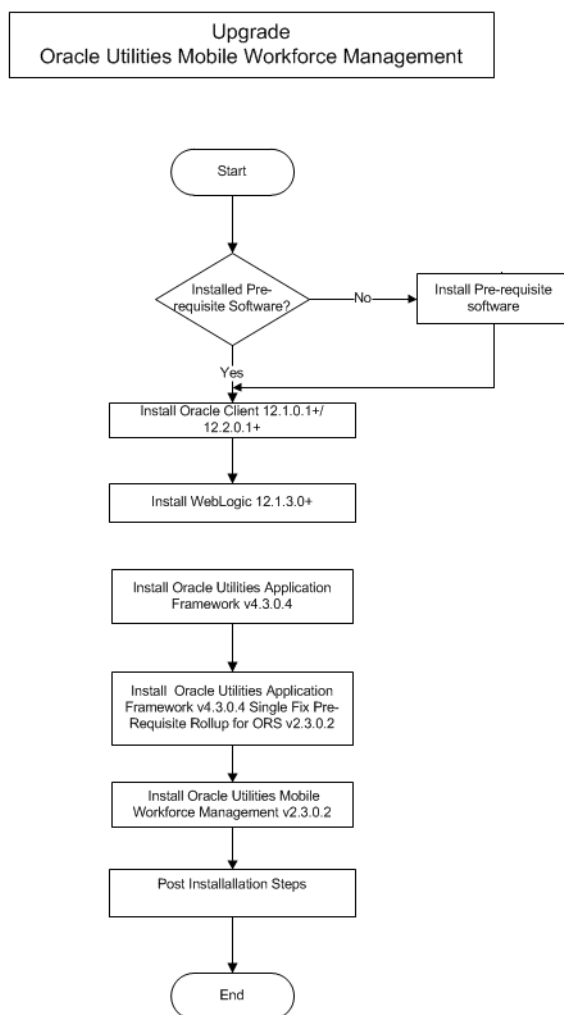 Upgrade
Oracle Utilities Mobile Workforce Management
Start
Installed Pre-
requisite Software?
No
Install Pre-requisite
software
Yes
Install Oracle Client 12.1.0.1+/
12.2.0.1+
Install WebLogic 12.1.3.0+
Install Oracle Utilities Application
Framework v4.3.0.4
Install Oracle Utilities Application
Framework v4.3.0.4 Single Fix Pre-
Requisite Rollup for ORS v2.3.0.2
Install Oracle Utilities Mobile
Workforce Management v2.3.0.2
Post Installallation Steps
End